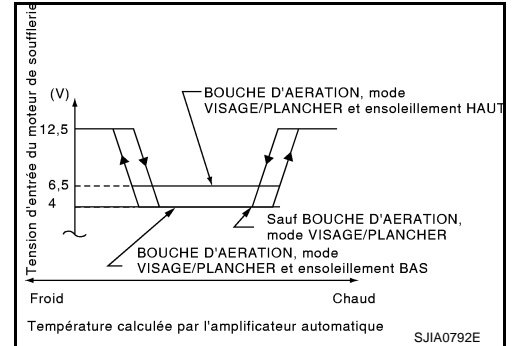 Tension d'entrée du moteur de soufflerie
(V)
12,5
6,5
4
BOUCHE D'AERATION, mode
VISAGE/PLANCHER et ensoleillement HAUT
Sauf BOUCHE D'AERATION,
mode VISAGE/PLANCHER
BOUCHE D'AERATION, mode
VISAGE/PLANCHER et ensoleillement BAS
Froid
Chaud
Température calculée par l'amplificateur automatique
SJIA0792E